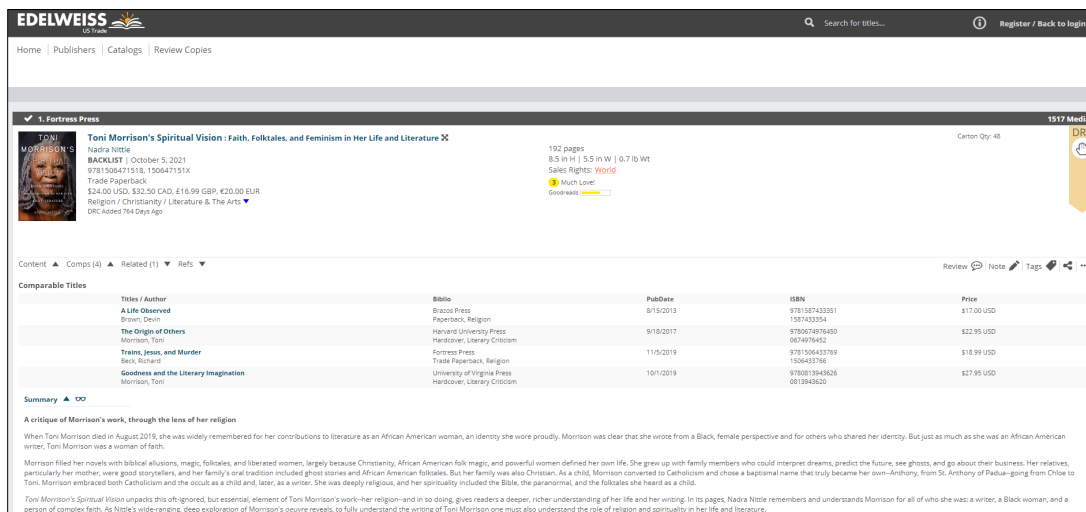 EDELWEISS
US Trade
Search for titles...
Register / Back to login
Home Publishers Catalogs Review Copies
1. Fortress Press 1517 Medi
TONI MORRISON'S SPIRITUAL VISION
Toni Morrison's Spiritual Vision : Faith, Folktales, and Feminism in Her Life and Literature
Nadra Nittle
BACKLIST | October 5, 2021
9781506471518, 150647151X
Trade Paperback
$24.00 USD, $32.50 CAD, £16.99 GBP, €20.00 EUR
Religion / Christianity / Literature & The Arts
DRC Added 764 Days Ago
192 pages
8.5 in H | 5.5 in W | 0.7 lb Wt
Sales Rights: World
3 Much Love!
Goodreads
Carton Qty: 48
DR
Content Comps (4) Related (1) Refs
Review Note Tags
Comparable Titles
Titles / Author Biblio PubDate ISBN Price
A Life Observed Brazos Press 8/15/2013 9781587433351 $17.00 USD
Brown, Devin Paperback, Religion 1587433354
The Origin of Others Harvard University Press 9/18/2017 9780674976450 $22.95 USD
Morrison, Toni Hardcover, Literary Criticism 0674976452
Trains, Jesus, and Murder Fortress Press 11/5/2019 9781506433769 $18.99 USD
Beck, Richard Trade Paperback, Religion 1506433766
Goodness and the Literary Imagination University of Virginia Press 10/1/2019 9780813943626 $27.95 USD
Morrison, Toni Hardcover, Literary Criticism 0813943620
Summary
A critique of Morrison's work, through the lens of her religion
When Toni Morrison died in August 2019, she was widely remembered for her contributions to literature as an African American woman, an identity she wore proudly. Morrison was clear that she wrote from a Black, female perspective and for others who shared her identity. But just as much as she was an African American
writer, Toni Morrison was a woman of faith.
Morrison filled her novels with biblical allusions, magic, folktales, and liberated women, largely because Christianity, African American folk magic, and powerful women defined her own life. She grew up with family members who could interpret dreams, predict the future, see ghosts, and go about their business. Her relatives,
particularly her mother, were good storytellers, and her family's oral tradition included ghost stories and African American folktales. But her family was also Christian. As a child, Morrison converted to Catholicism and chose a baptismal name that truly became her own--Anthony, from St. Anthony of Padua--going from Chloe to
Toni. Morrison embraced both Catholicism and the occult as a child and, later, as a writer. She was deeply religious, and her spirituality included the Bible, the paranormal, and the folktales she heard as a child.
Toni Morrison's Spiritual Vision unpacks this oft-ignored, but essential, element of Toni Morrison's work--her religion--and in so doing, gives readers a deeper, richer understanding of her life and her writing. In its pages, Nadra Nittle remembers and understands Morrison for all of who she was: a writer, a Black woman, and a
person of complex faith. As Nittle's wide-ranging, deep exploration of Morrison's oeuvre reveals, to fully understand the writing of Toni Morrison one must also understand the role of religion and spirituality in her life and literature.